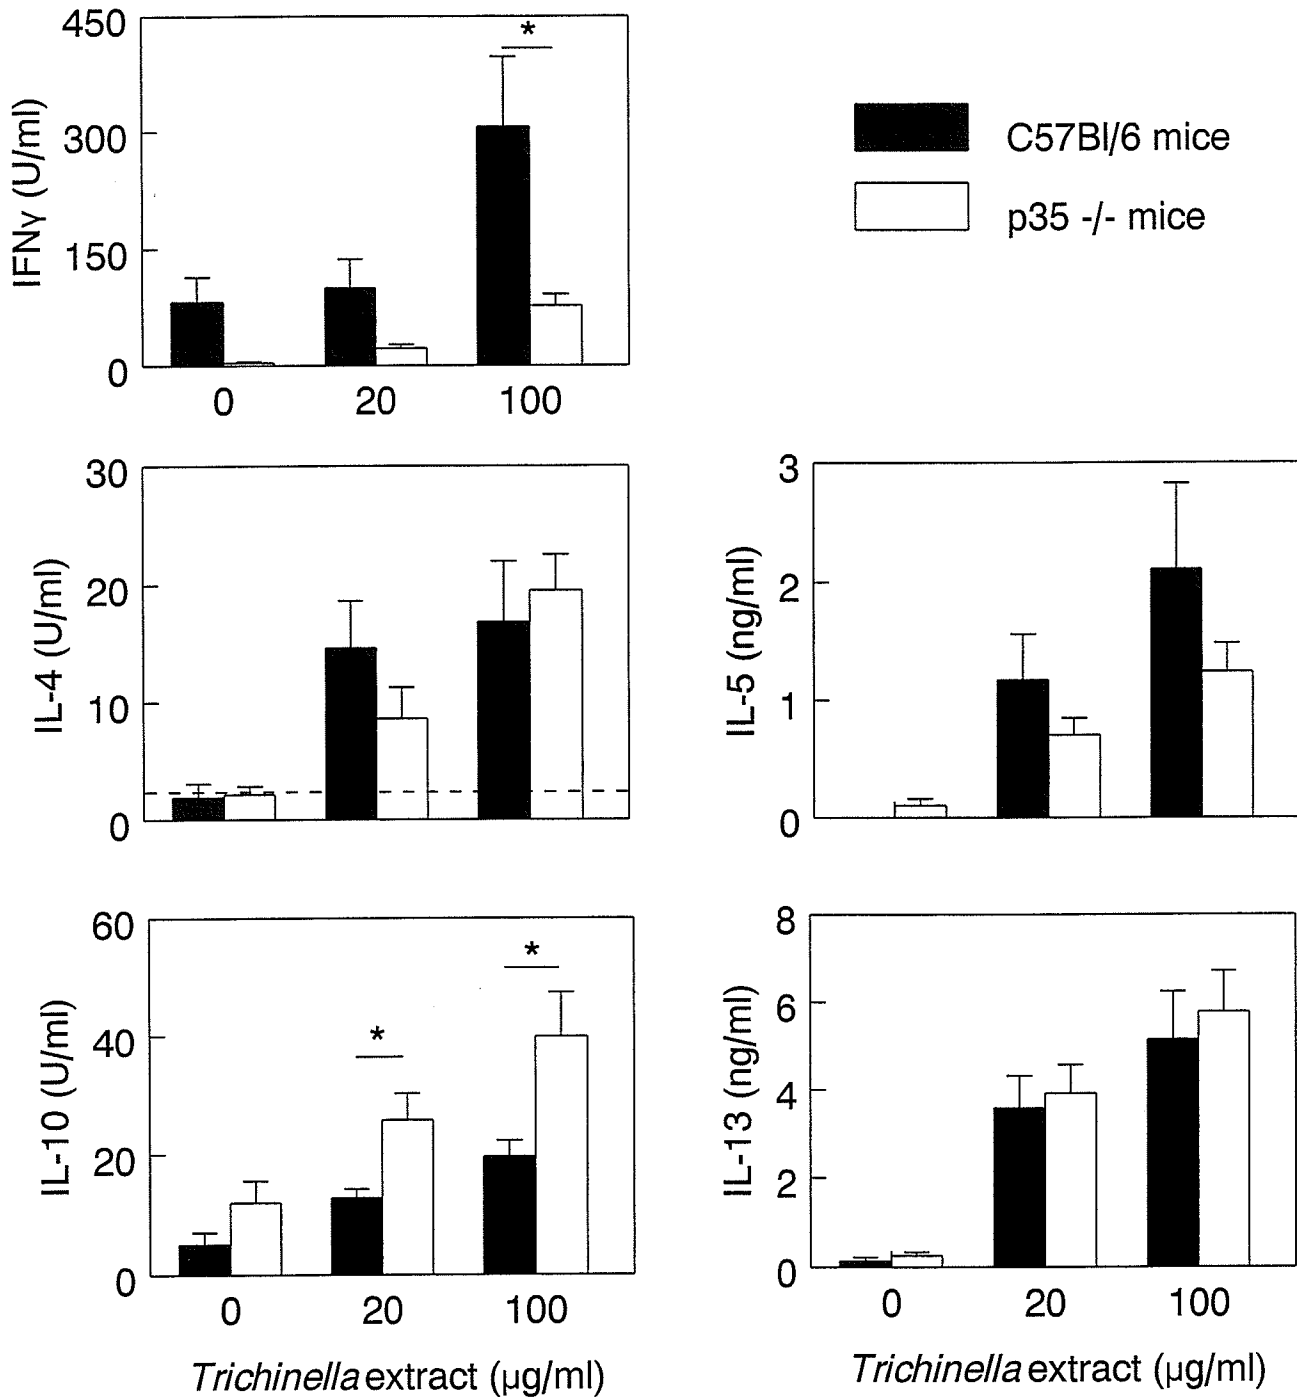 450
300
150
0
IFNγ (U/ml)
*
0 20 100
C57Bl/6 mice
p35 -/- mice
30
20
10
0
IL-4 (U/ml)
3
2
1
0
IL-5 (ng/ml)
60
40
20
0
IL-10 (U/ml)
*
*
0 20 100
Trichinella extract (µg/ml)
8
6
4
2
0
IL-13 (ng/ml)
0 20 100
Trichinella extract (µg/ml)